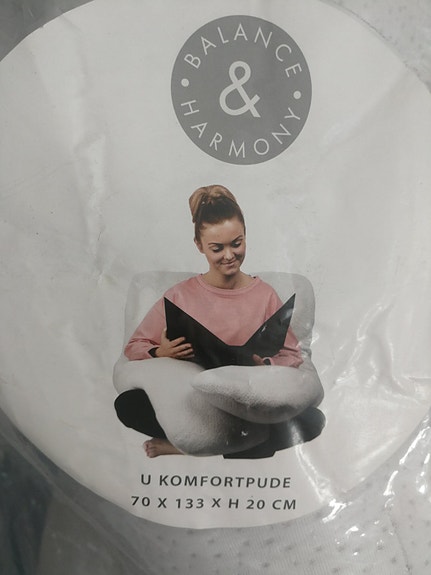 BALANCE
&
HARMONY
U KOMFORTPUDE
70 X 133 X H 20 CM